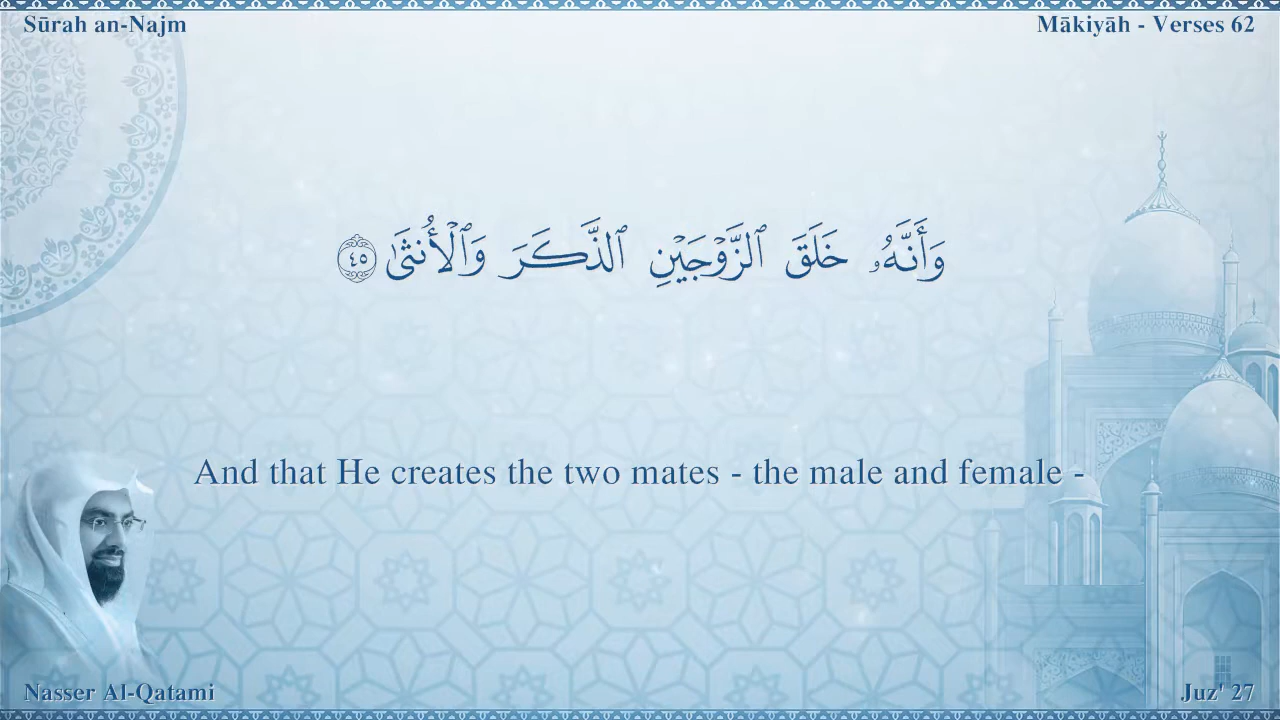 Sūrah an-Najm
Mākiyāh - Verses 62
وَأَنَّهُۥ خَلَقَ ٱلزَّوْجَيْنِ ٱلذَّكَرَ وَٱلْأُنثَىٰ ٤٥
And that He creates the two mates - the male and female -
Nasser Al-Qatami
Juz' 27